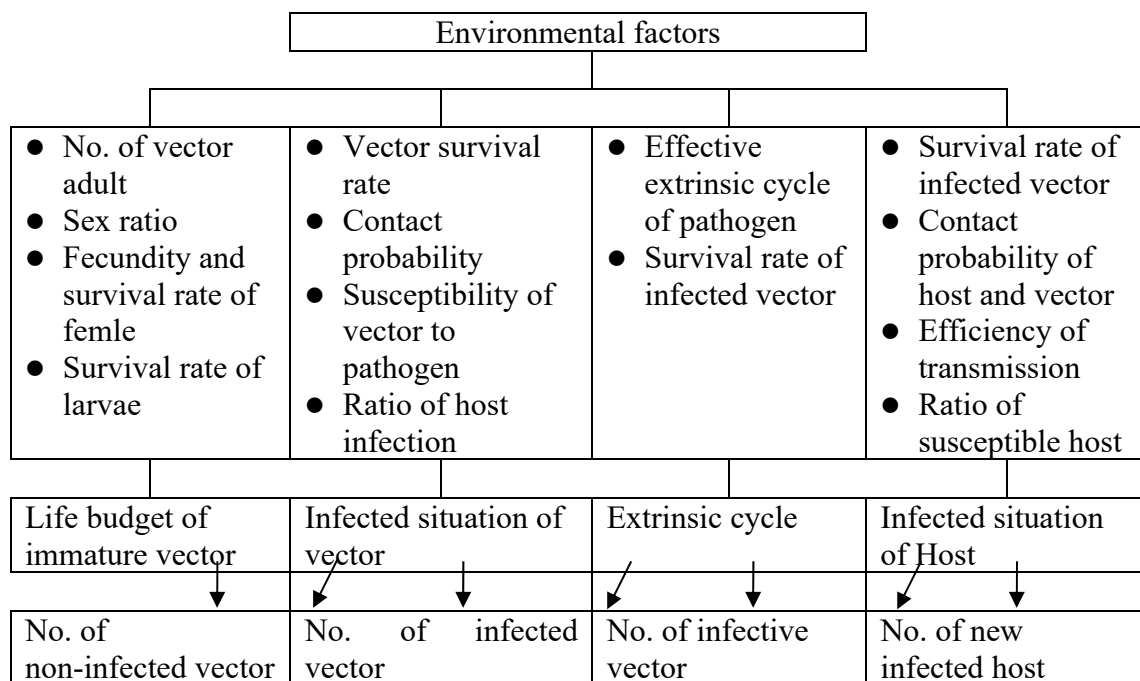 Environmental factors
● No. of vector
adult
● Sex ratio
● Fecundity and
survival rate of
femle
● Survival rate of
larvae
● Vector survival
rate
● Contact
probability
● Susceptibility of
vector to
pathogen
● Ratio of host
infection
● Effective
extrinsic cycle
of pathogen
● Survival rate of
infected vector
● Survival rate of
infected vector
● Contact
probability of
host and vector
● Efficiency of
transmission
● Ratio of
susceptible host
Life budget of
immature vector
Infected situation of
vector
Extrinsic cycle
Infected situation
of Host
No. of
non-infected vector
No. of infected
vector
No. of infective
vector
No. of new
infected host